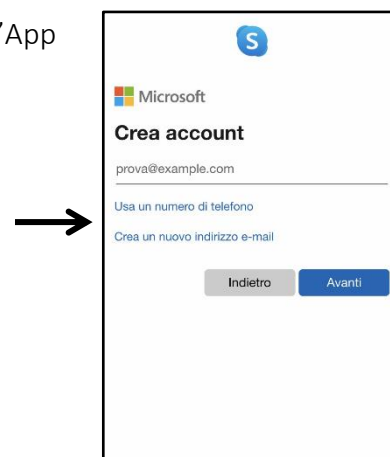 ’App
S
Microsoft
Crea account
prova@example.com
Usa un numero di telefono
Crea un nuovo indirizzo e-mail
Indietro Avanti